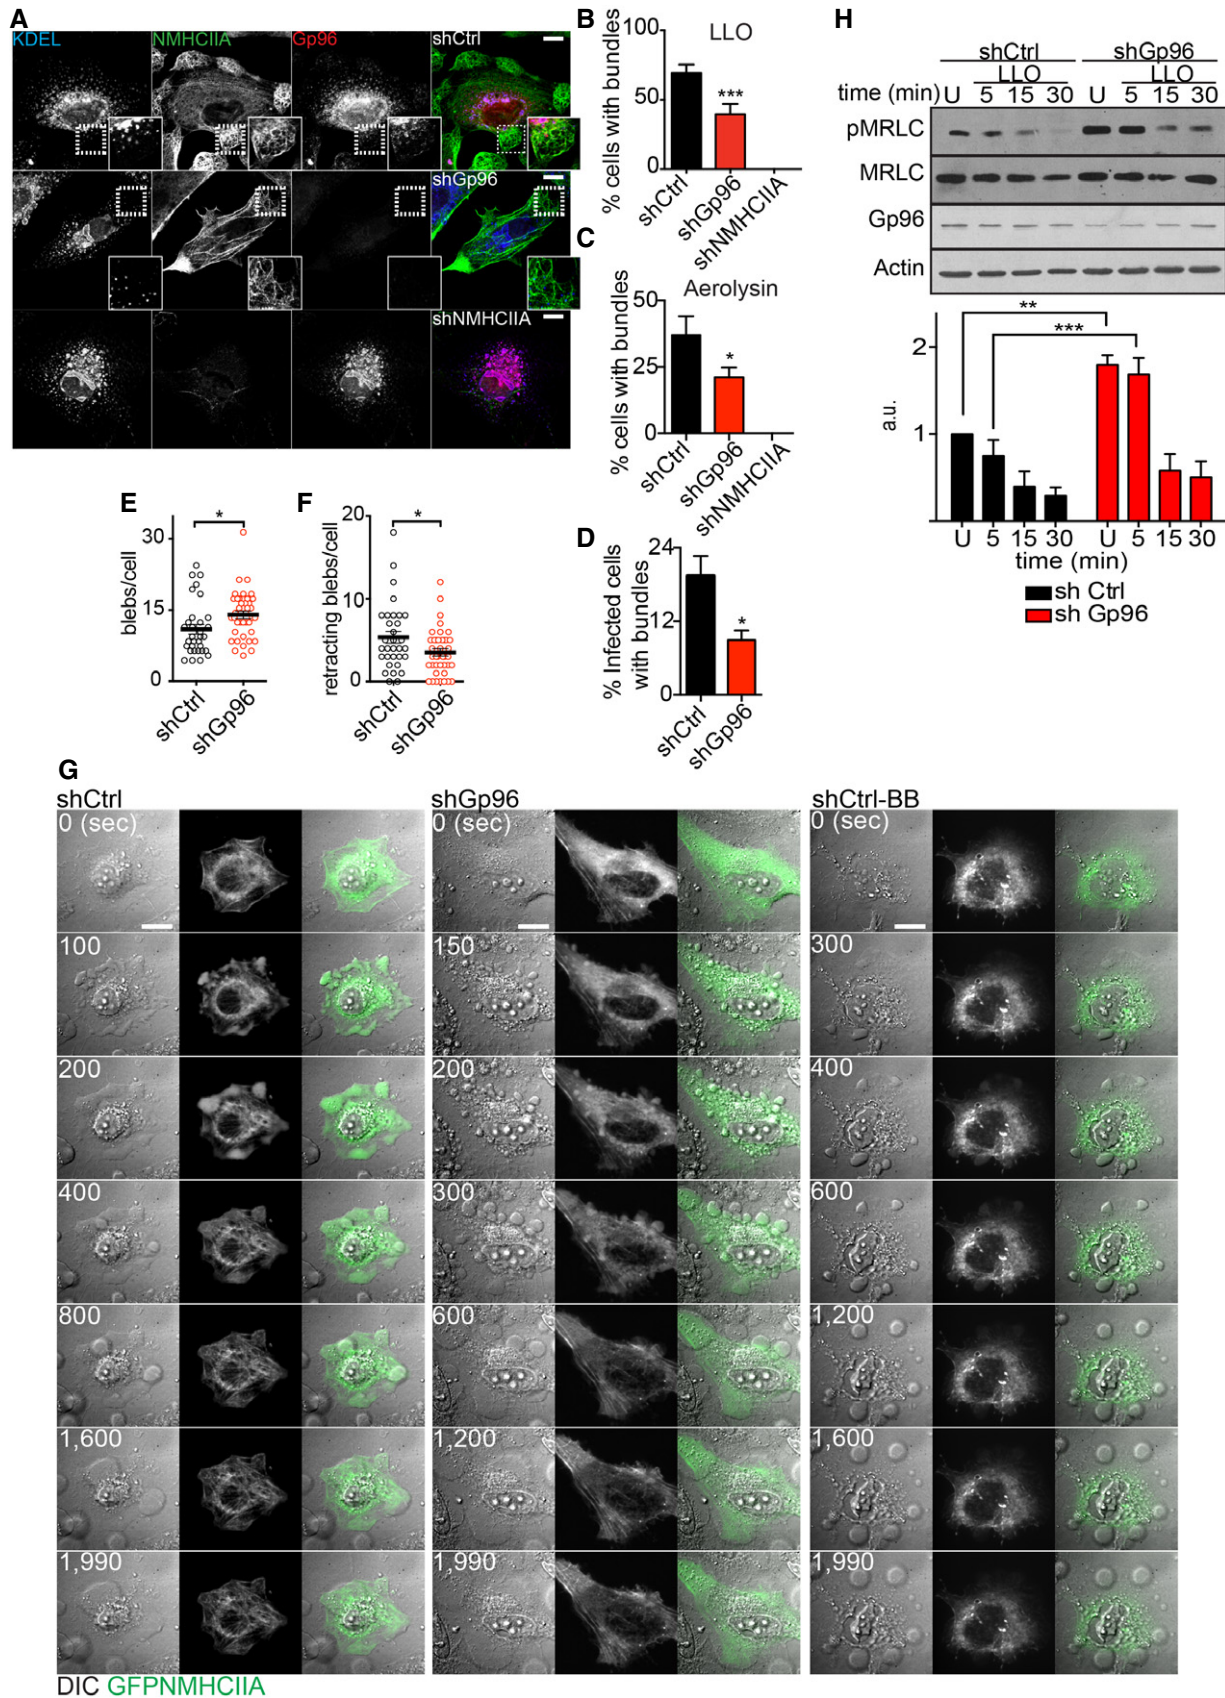 A
KDEL NMHCIIA Gp96 shCtrl
shGp96
shNMHCIIA
B
LLO
% cells with bundles
100
50
0
shCtrl
shGp96
shNMHCIIA
***
C
Aerolysin
% cells with bundles
50
25
0
shCtrl
shGp96
shNMHCIIA
*
D
% Infected cells
with bundles
24
12
0
shCtrl
shGp96
*
E
blebs/cell
30
15
0
shCtrl
shGp96
*
F
retracting blebs/cell
20
10
0
shCtrl
shGp96
*
G
shCtrl
0 (sec)
100
200
400
800
1,600
1,990
shGp96
0 (sec)
150
200
300
600
1,200
1,990
shCtrl-BB
0 (sec)
300
400
600
1,200
1,600
1,990
DIC GFPNMHCIIA
H
shCtrl shGp96
LLO LLO
time (min) U 5 15 30 U 5 15 30
pMRLC
MRLC
Gp96
Actin
**
***
a.u.
2
1
U 5 15 30 U 5 15 30
time (min)
sh Ctrl
sh Gp96